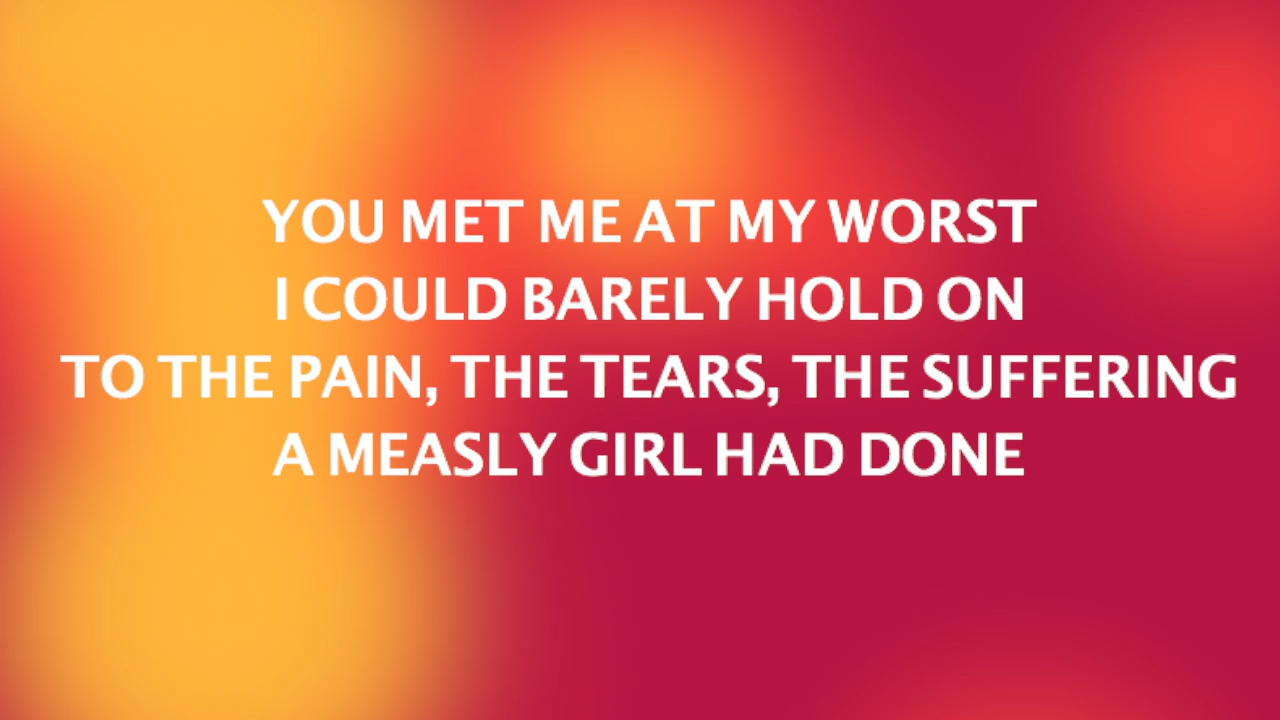 YOU MET ME AT MY WORST
I COULD BARELY HOLD ON
TO THE PAIN, THE TEARS, THE SUFFERING
A MEASLY GIRL HAD DONE